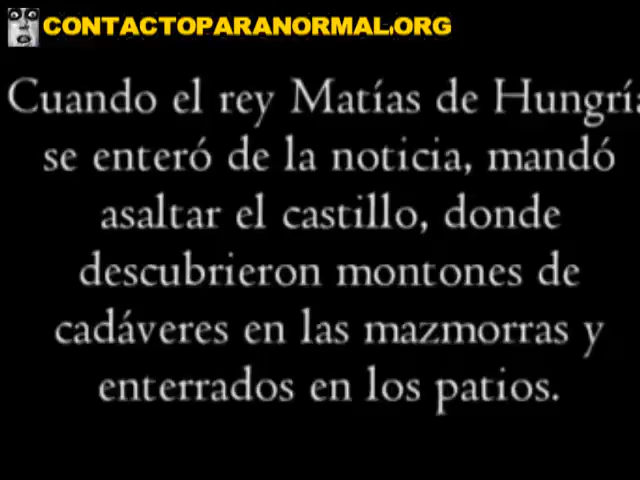 CONTACTOPARANORMAL.ORG
Cuando el rey Matías de Hungría
se enteró de la noticia, mandó
asaltar el castillo, donde
descubrieron montones de
cadáveres en las mazmorras y
enterrados en los patios.